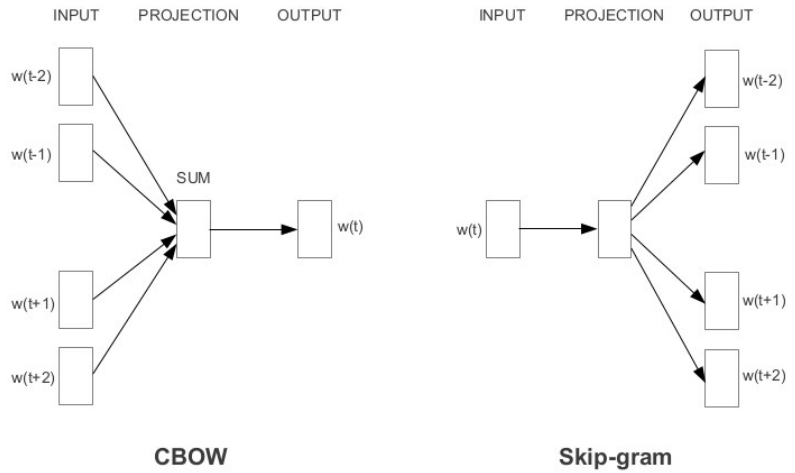 INPUT PROJECTION OUTPUT
w(t-2)
w(t-1)
SUM
w(t)
w(t+1)
w(t+2)
CBOW
INPUT PROJECTION OUTPUT
w(t-2)
w(t-1)
w(t)
w(t+1)
w(t+2)
Skip-gram